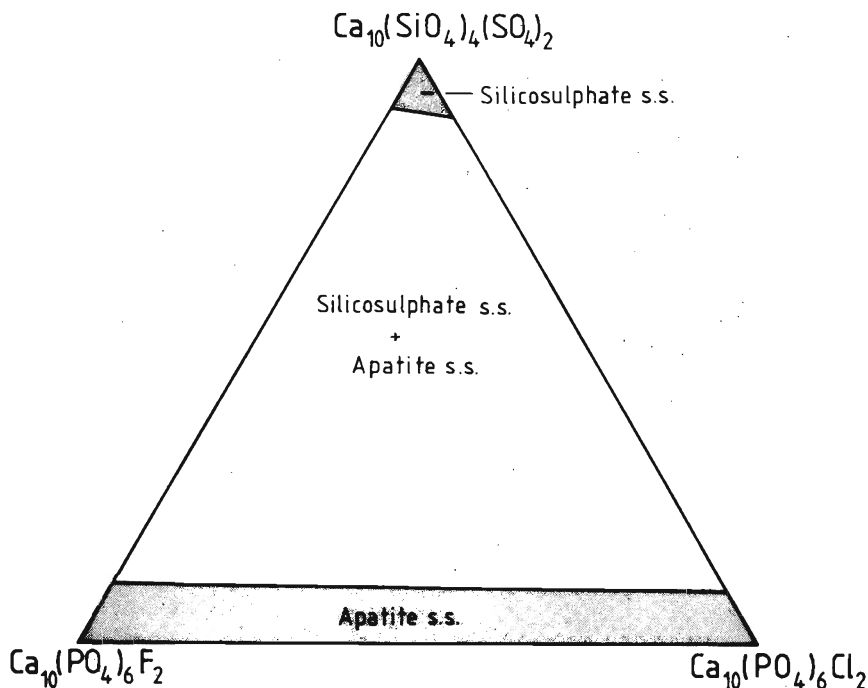 Ca₁₀(SiO₄)₄(SO₄)₂
Silicosulphate s.s.
Silicosulphate s.s.
+
Apatite s.s.
Apatite s.s.
Ca₁₀(PO₄)₆F₂
Ca₁₀(PO₄)₆Cl₂